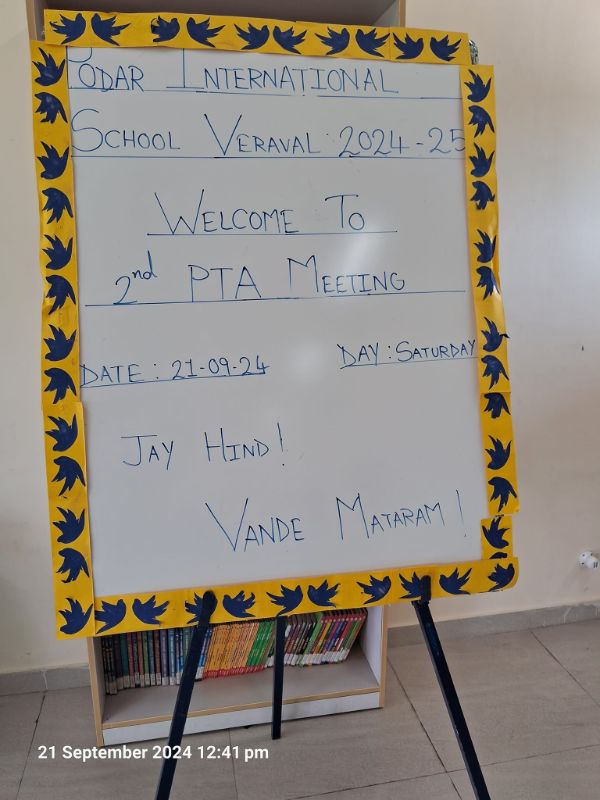 PODAR INTERNATIONAL
SCHOOL VERAVAL : 2024-25
WELCOME TO
2nd PTA MEETING
DATE : 21-09-24 DAY : SATURDAY
JAY HIND!
VANDE MATARAM!
21 September 2024 12:41 pm